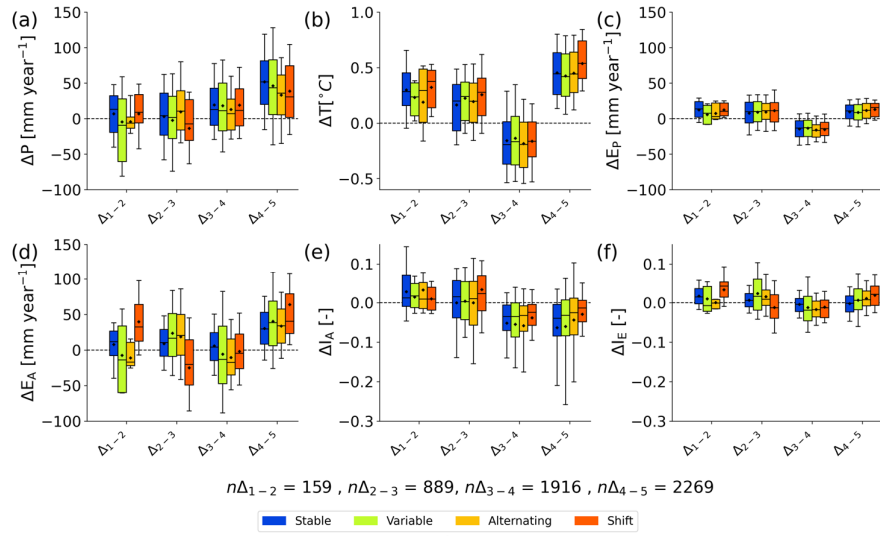 (a)
(b)
(c)
ΔP [mm year⁻¹]
150
100
50
0
50
−100
ΔT[°C]
1.0
0.5
0.0
−0.5
ΔE_P [mm year⁻¹]
150
100
50
0
50
−100
Δ₁₋₂ Δ₂₋₃ Δ₃₋₄ Δ₄₋₅
Δ₁₋₂ Δ₂₋₃ Δ₃₋₄ Δ₄₋₅
Δ₁₋₂ Δ₂₋₃ Δ₃₋₄ Δ₄₋₅
(d)
(e)
(f)
ΔE_A [mm year⁻¹]
150
100
50
0
50
−100
ΔI_A [-]
0.1
0.0
−0.1
−0.2
−0.3
ΔI_E [-]
0.1
0.0
−0.1
−0.2
−0.3
Δ₁₋₂ Δ₂₋₃ Δ₃₋₄ Δ₄₋₅
Δ₁₋₂ Δ₂₋₃ Δ₃₋₄ Δ₄₋₅
Δ₁₋₂ Δ₂₋₃ Δ₃₋₄ Δ₄₋₅
nΔ₁₋₂ = 159 , nΔ₂₋₃ = 889, nΔ₃₋₄ = 1916 , nΔ₄₋₅ = 2269
Stable Variable Alternating Shift